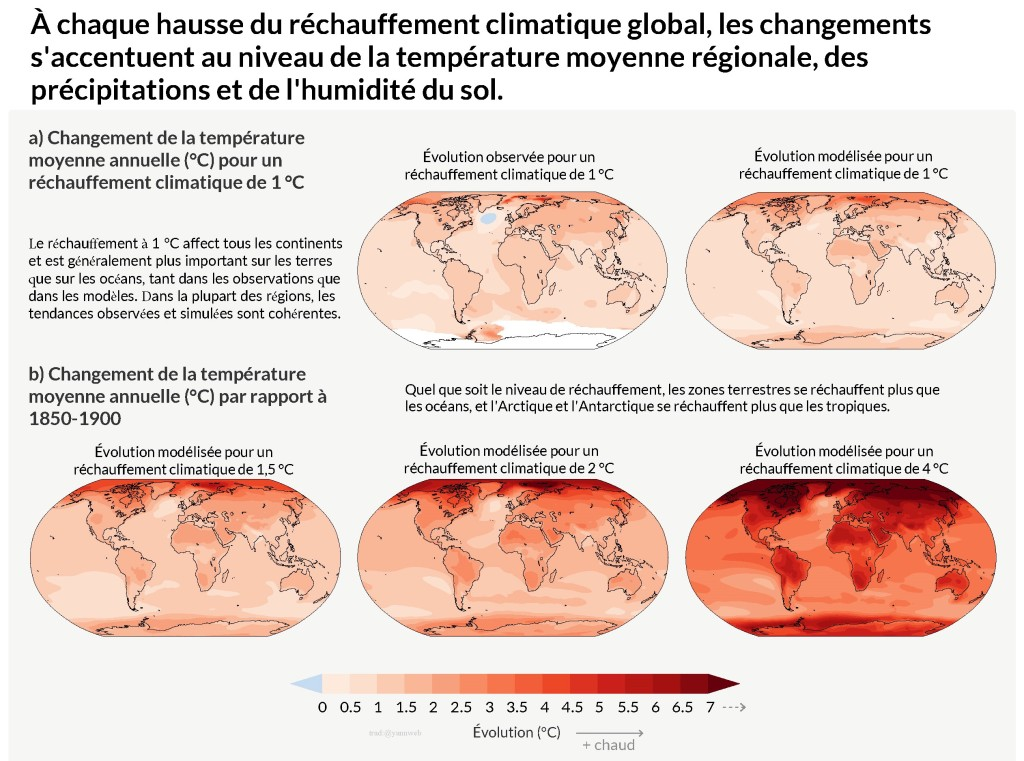 À chaque hausse du réchauffement climatique global, les changements
s'accentuent au niveau de la température moyenne régionale, des
précipitations et de l'humidité du sol.
a) Changement de la température
moyenne annuelle (°C) pour un
réchauffement climatique de 1 °C
Évolution observée pour un
réchauffement climatique de 1 °C
Évolution modélisée pour un
réchauffement climatique de 1 °C
Le réchauffement à 1 °C affect tous les continents
et est généralement plus important sur les terres
que sur les océans, tant dans les observations que
dans les modèles. Dans la plupart des régions, les
tendances observées et simulées sont cohérentes.
b) Changement de la température
moyenne annuelle (°C) par rapport à
1850-1900
Quel que soit le niveau de réchauffement, les zones terrestres se réchauffent plus que
les océans, et l'Arctique et l'Antarctique se réchauffent plus que les tropiques.
Évolution modélisée pour un
réchauffement climatique de 1,5 °C
Évolution modélisée pour un
réchauffement climatique de 2 °C
Évolution modélisée pour un
réchauffement climatique de 4 °C
0 0.5 1 1.5 2 2.5 3 3.5 4 4.5 5 5.5 6 6.5 7
Évolution (°C)
+ chaud